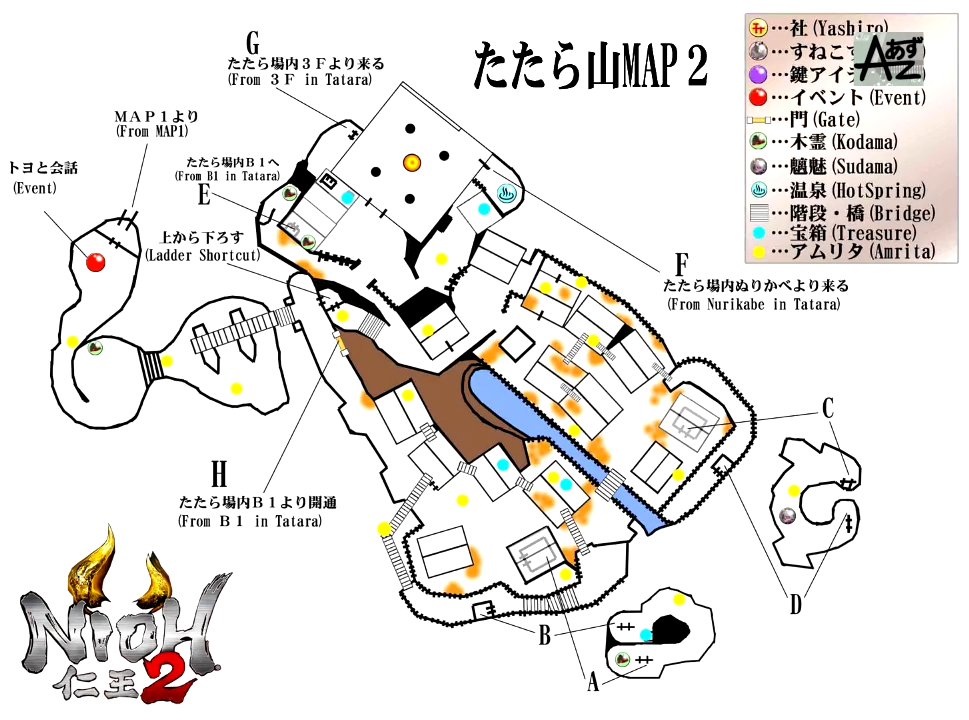 たたら山MAP 2
G
たたら場内3Fより来る
(From 3F in Tatara)
MAP1より
(From MAP1)
トヨと会話
(Event)
たたら場内B1へ
(From B1 in Tatara)
E
上から下ろす
(Ladder Shortcut)
…社(Yashiro)
あず
Az
…すねこす
…鍵アイテ
…イベント(Event)
…門(Gate)
…木霊(Kodama)
…魑魅(Sudama)
…温泉(HotSpring)
…階段・橋(Bridge)
…宝箱(Treasure)
…アムリタ(Amrita)
F
たたら場内ぬりかべより来る
(From Nurikabe in Tatara)
C
H
たたら場内B1より開通
(From B1 in Tatara)
D
B
A
NiOH
仁王2